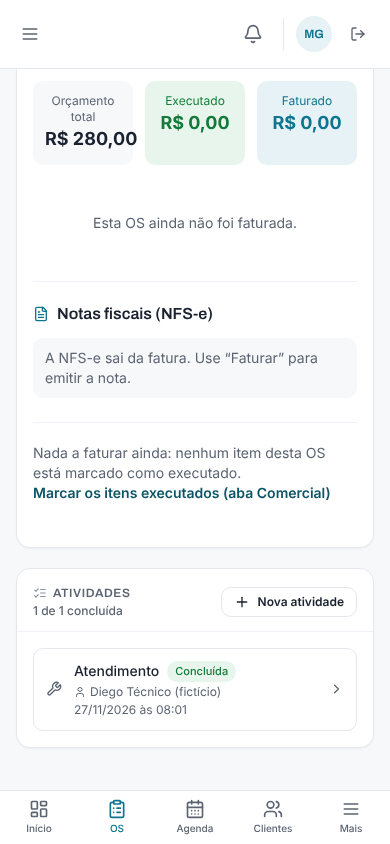 MG
Orçamento
total
R$ 280,00
Executado
R$ 0,00
Faturado
R$ 0,00
Esta OS ainda não foi faturada.
Notas fiscais (NFS-e)
A NFS-e sai da fatura. Use “Faturar” para
emitir a nota.
Nada a faturar ainda: nenhum item desta OS
está marcado como executado.
Marcar os itens executados (aba Comercial)
ATIVIDADES
1 de 1 concluída
Nova atividade
Atendimento
Concluída
Diego Técnico (fictício)
27/11/2026 às 08:01
Início
OS
Agenda
Clientes
Mais